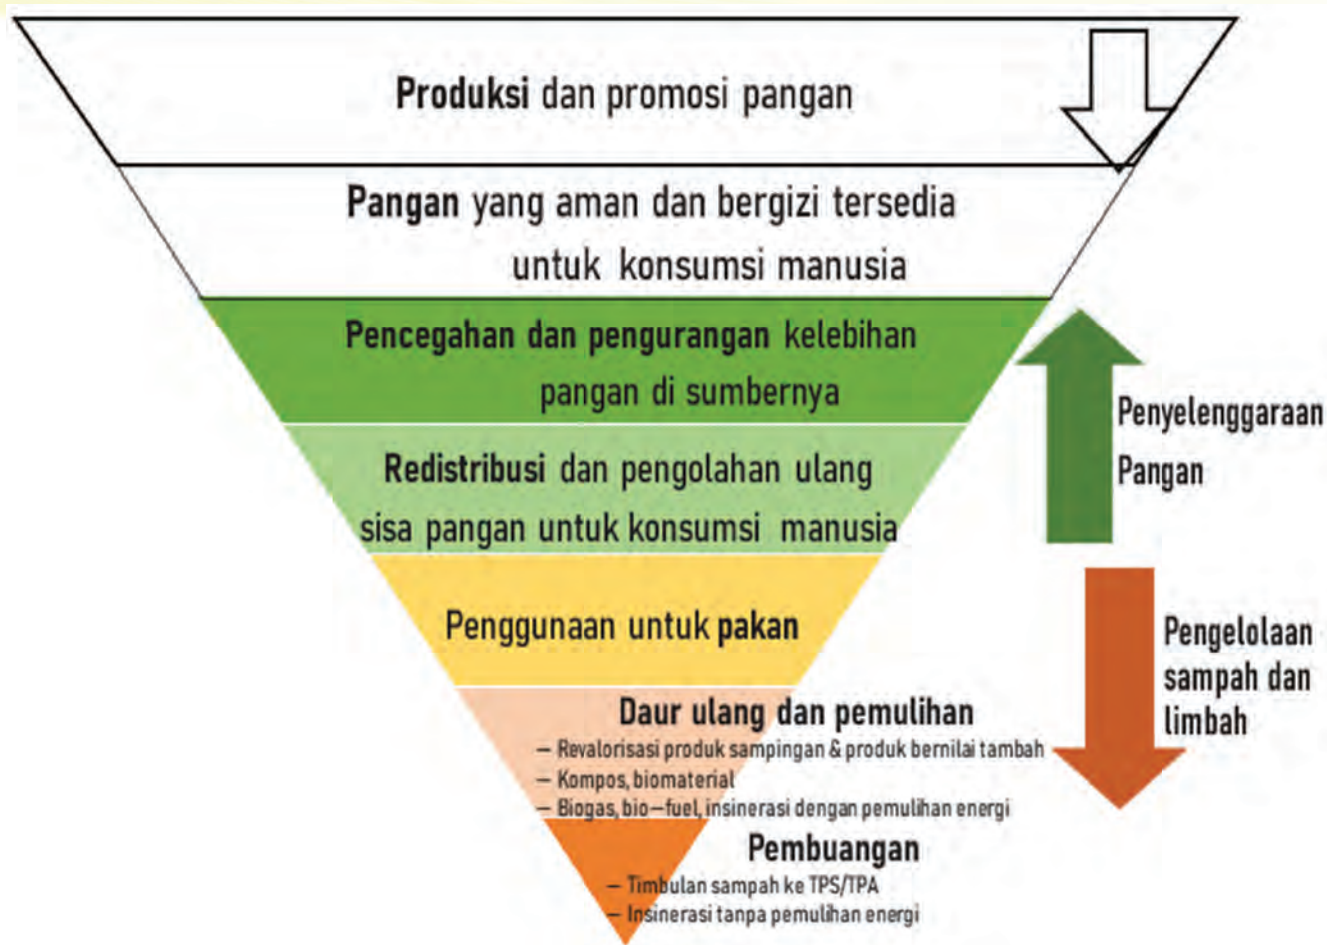 Produksi dan promosi pangan
Pangan yang aman dan bergizi tersedia
untuk konsumsi manusia
Pencegahan dan pengurangan kelebihan
pangan di sumbernya
Redistribusi dan pengolahan ulang
sisa pangan untuk konsumsi manusia
Penyelenggaraan
Pangan
Penggunaan untuk pakan
Daur ulang dan pemulihan
– Revalorisasi produk sampingan & produk bernilai tambah
– Kompos, biomaterial
– Biogas, bio–fuel, insinerasi dengan pemulihan energi
Pengelolaan
sampah dan
limbah
Pembuangan
– Timbulan sampah ke TPS/TPA
– Insinerasi tanpa pemulihan energi